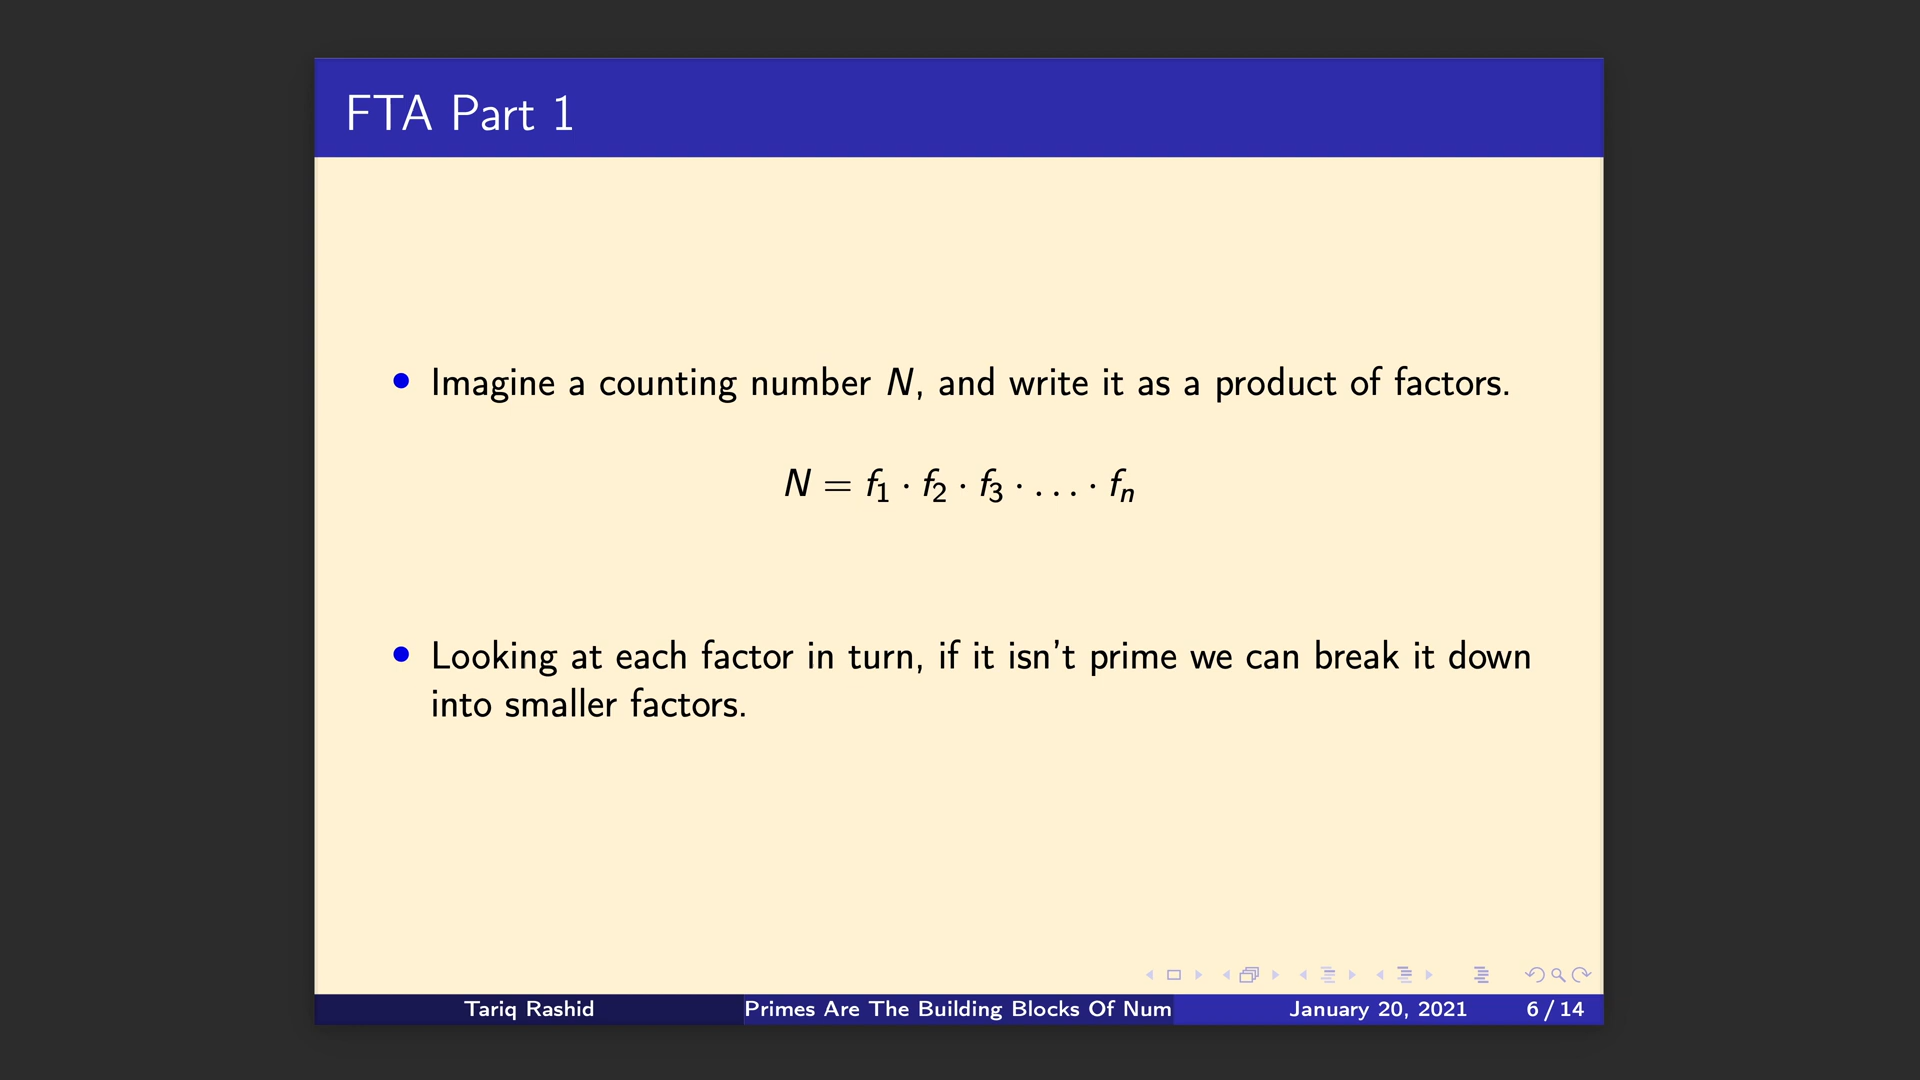 FTA Part 1
• Imagine a counting number N, and write it as a product of factors.
N = f₁ · f₂ · f₃ · . . . · fₙ
• Looking at each factor in turn, if it isn't prime we can break it down
into smaller factors.
Tariq Rashid Primes Are The Building Blocks Of Num January 20, 2021 6 / 14